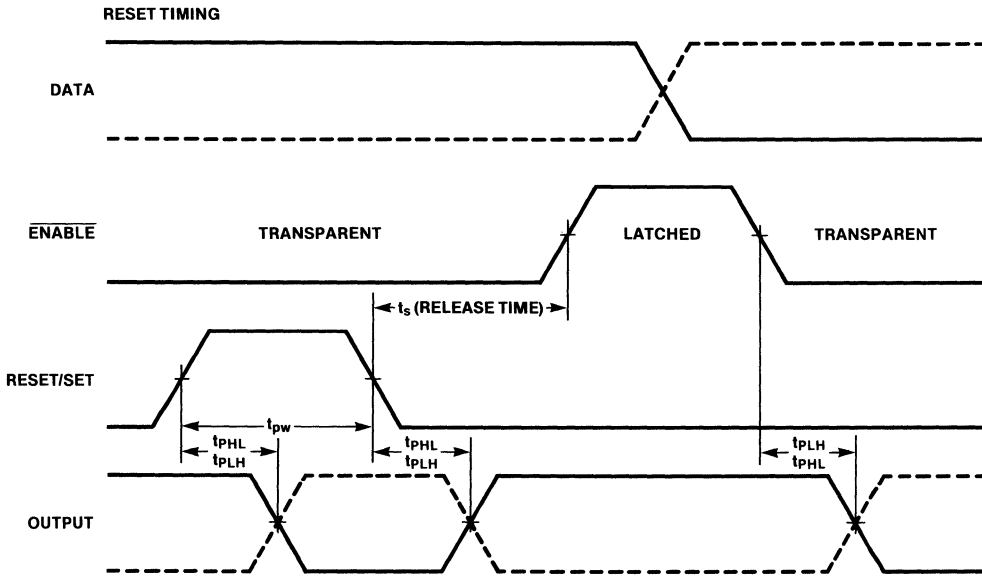 RESET TIMING
DATA
ENABLE
TRANSPARENT
LATCHED
TRANSPARENT
ts (RELEASE TIME)
RESET/SET
tpw
tPHL
tPLH
tPHL
tPLH
tPLH
tPHL
OUTPUT